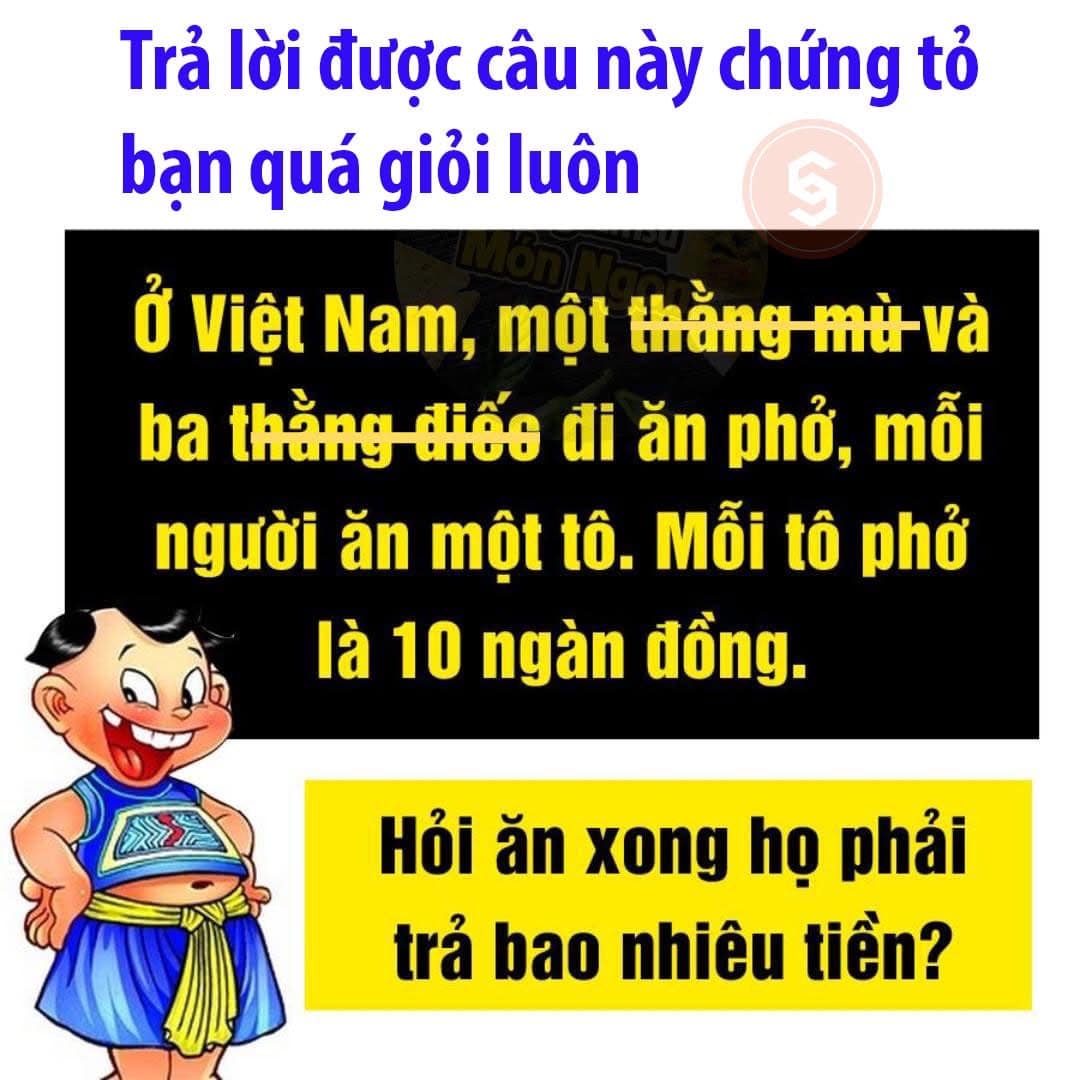 Trả lời được câu này chứng tỏ
bạn quá giỏi luôn
Món Ngon
Ở Việt Nam, một thằng mù và
ba thằng điếc đi ăn phở, mỗi
người ăn một tô. Mỗi tô phở
là 10 ngàn đồng.
Hỏi ăn xong họ phải
trả bao nhiêu tiền?